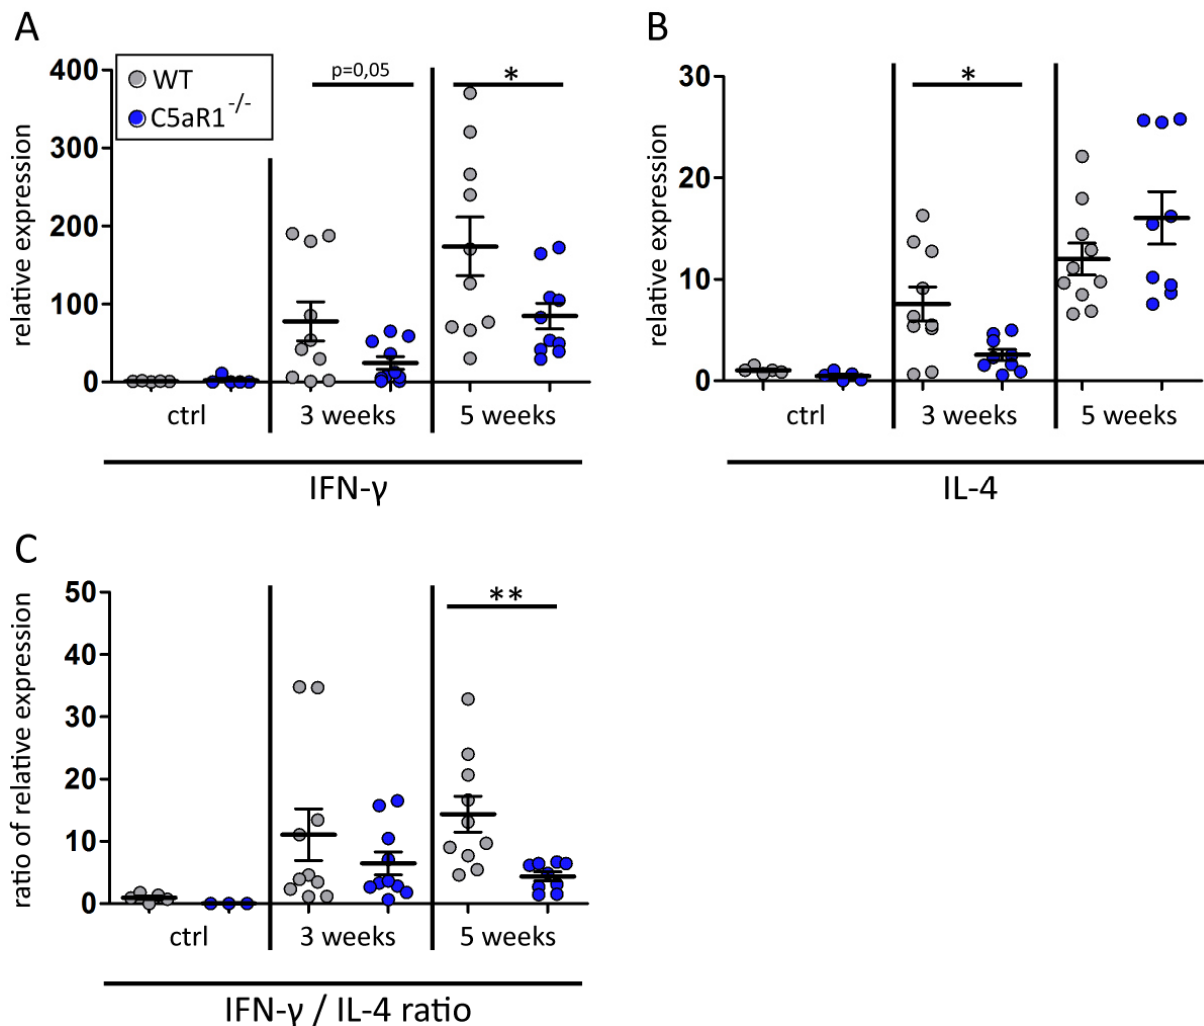 A
relative expression
400
300
200
100
0
WT
C5aR1-/-
p=0,05
*
ctrl
3 weeks
5 weeks
IFN-γ
B
relative expression
30
20
10
0
*
ctrl
3 weeks
5 weeks
IL-4
C
ratio of relative expression
50
40
30
20
10
0
**
ctrl
3 weeks
5 weeks
IFN-γ / IL-4 ratio